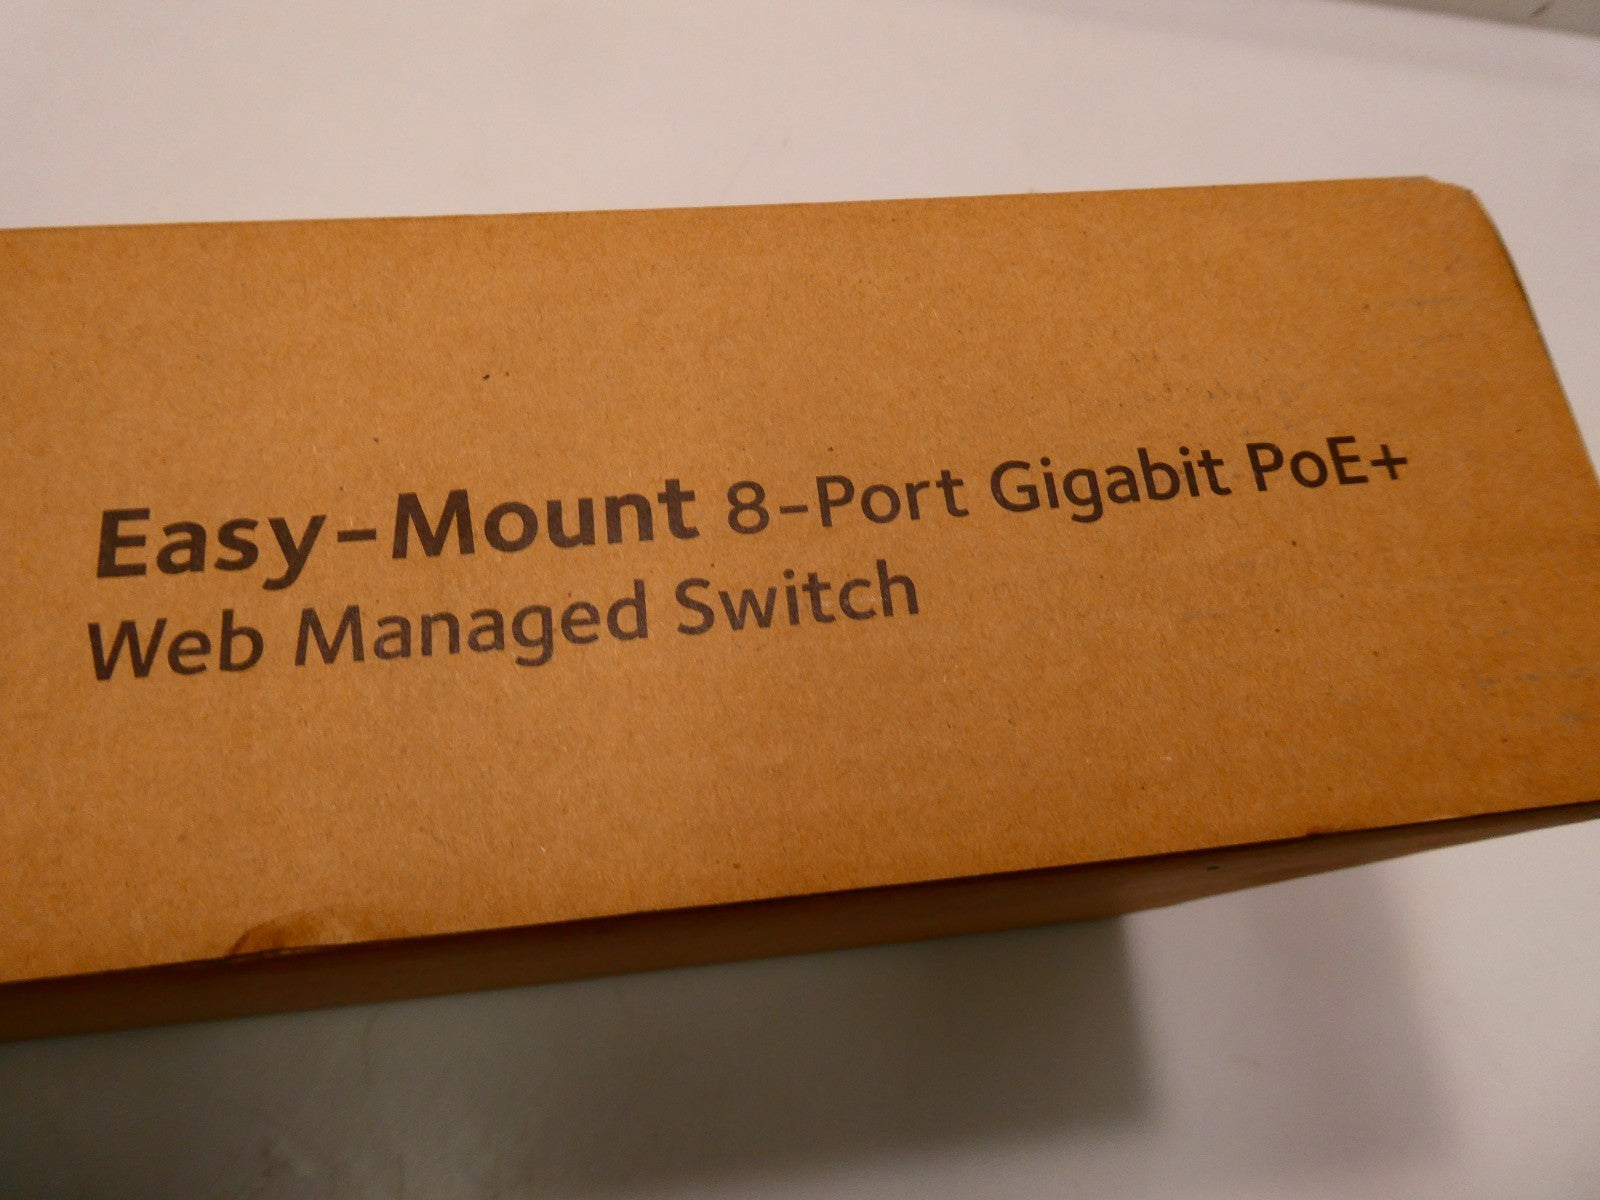 Easy-Mount 8-Port Gigabit PoE+
Web Managed Switch